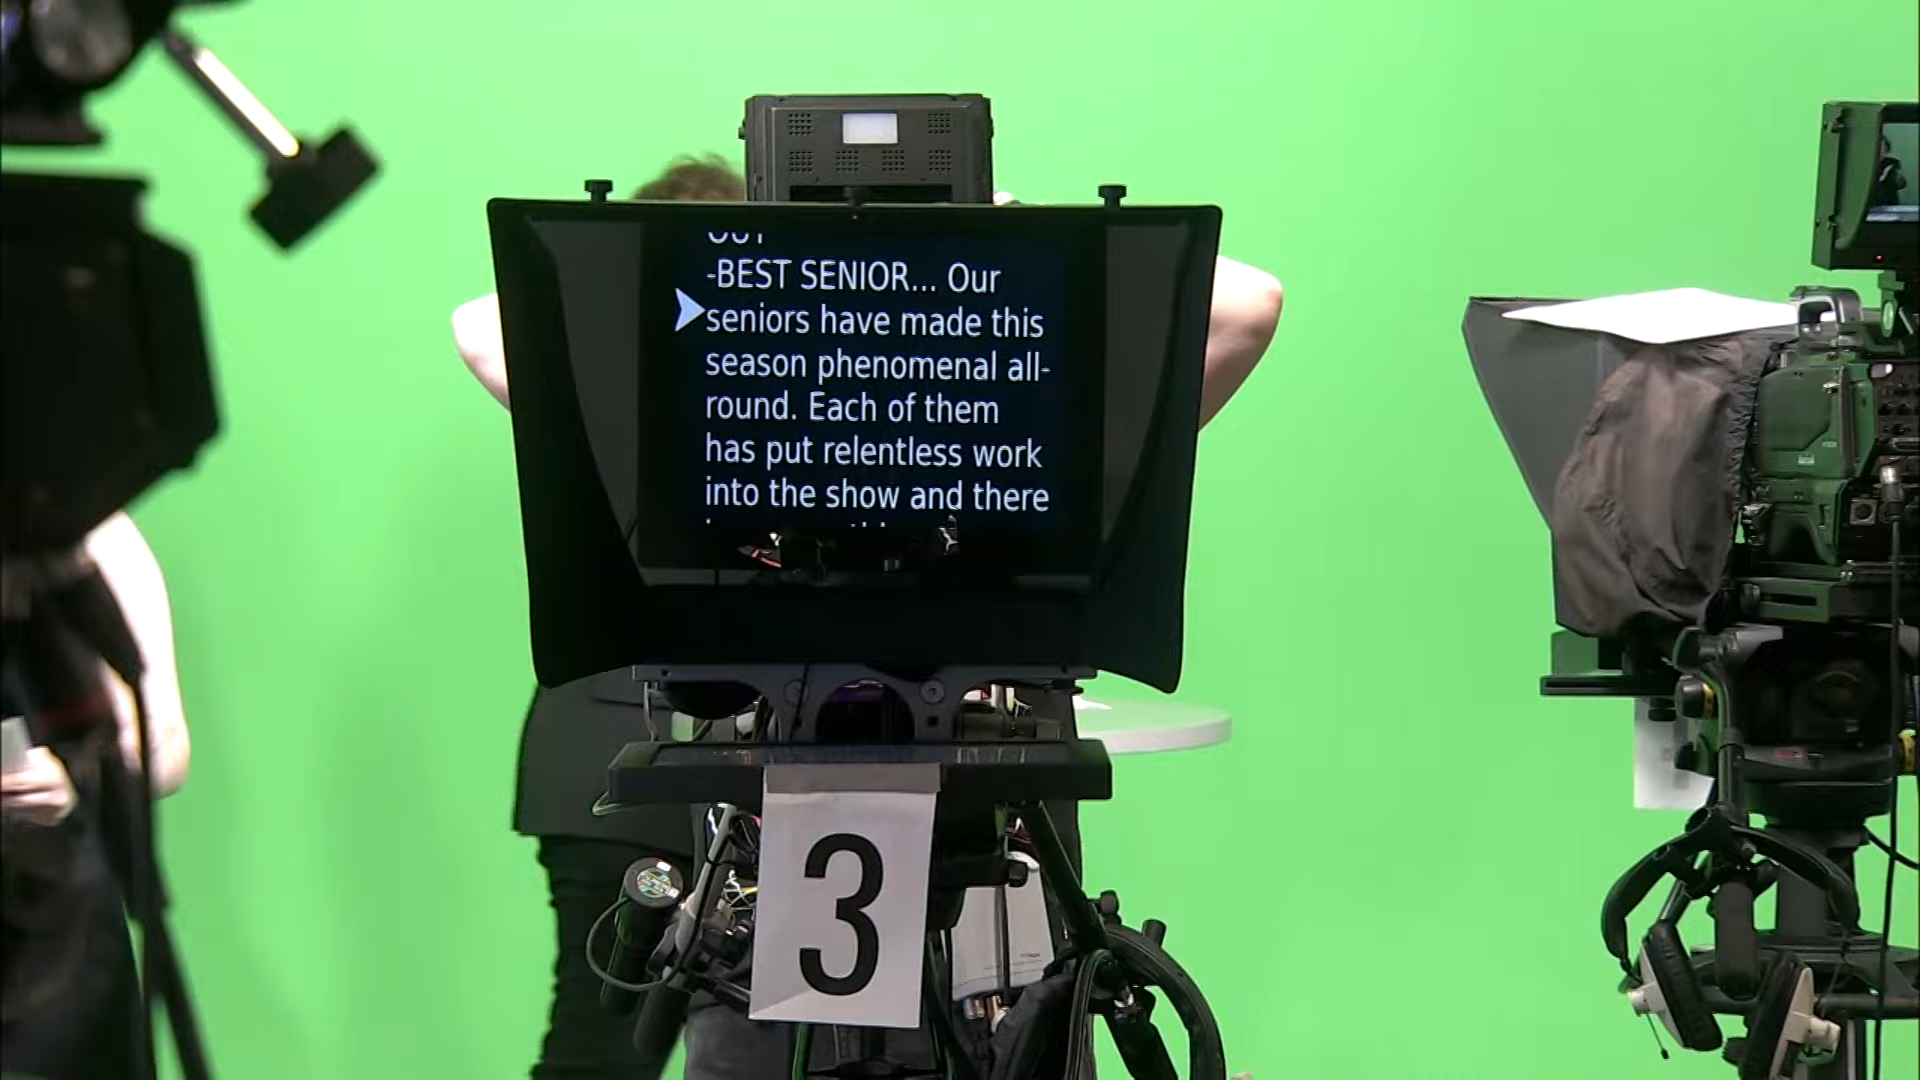 -BEST SENIOR... Our
seniors have made this
season phenomenal all-
round. Each of them
has put relentless work
into the show and there
3